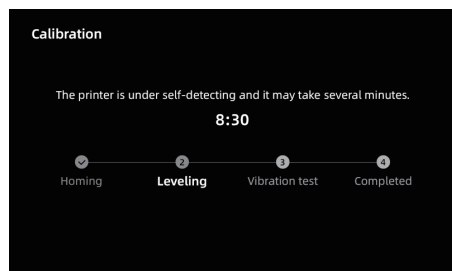 Calibration
The printer is under self-detecting and it may take several minutes.
8:30
2 3 4
Homing Leveling Vibration test Completed